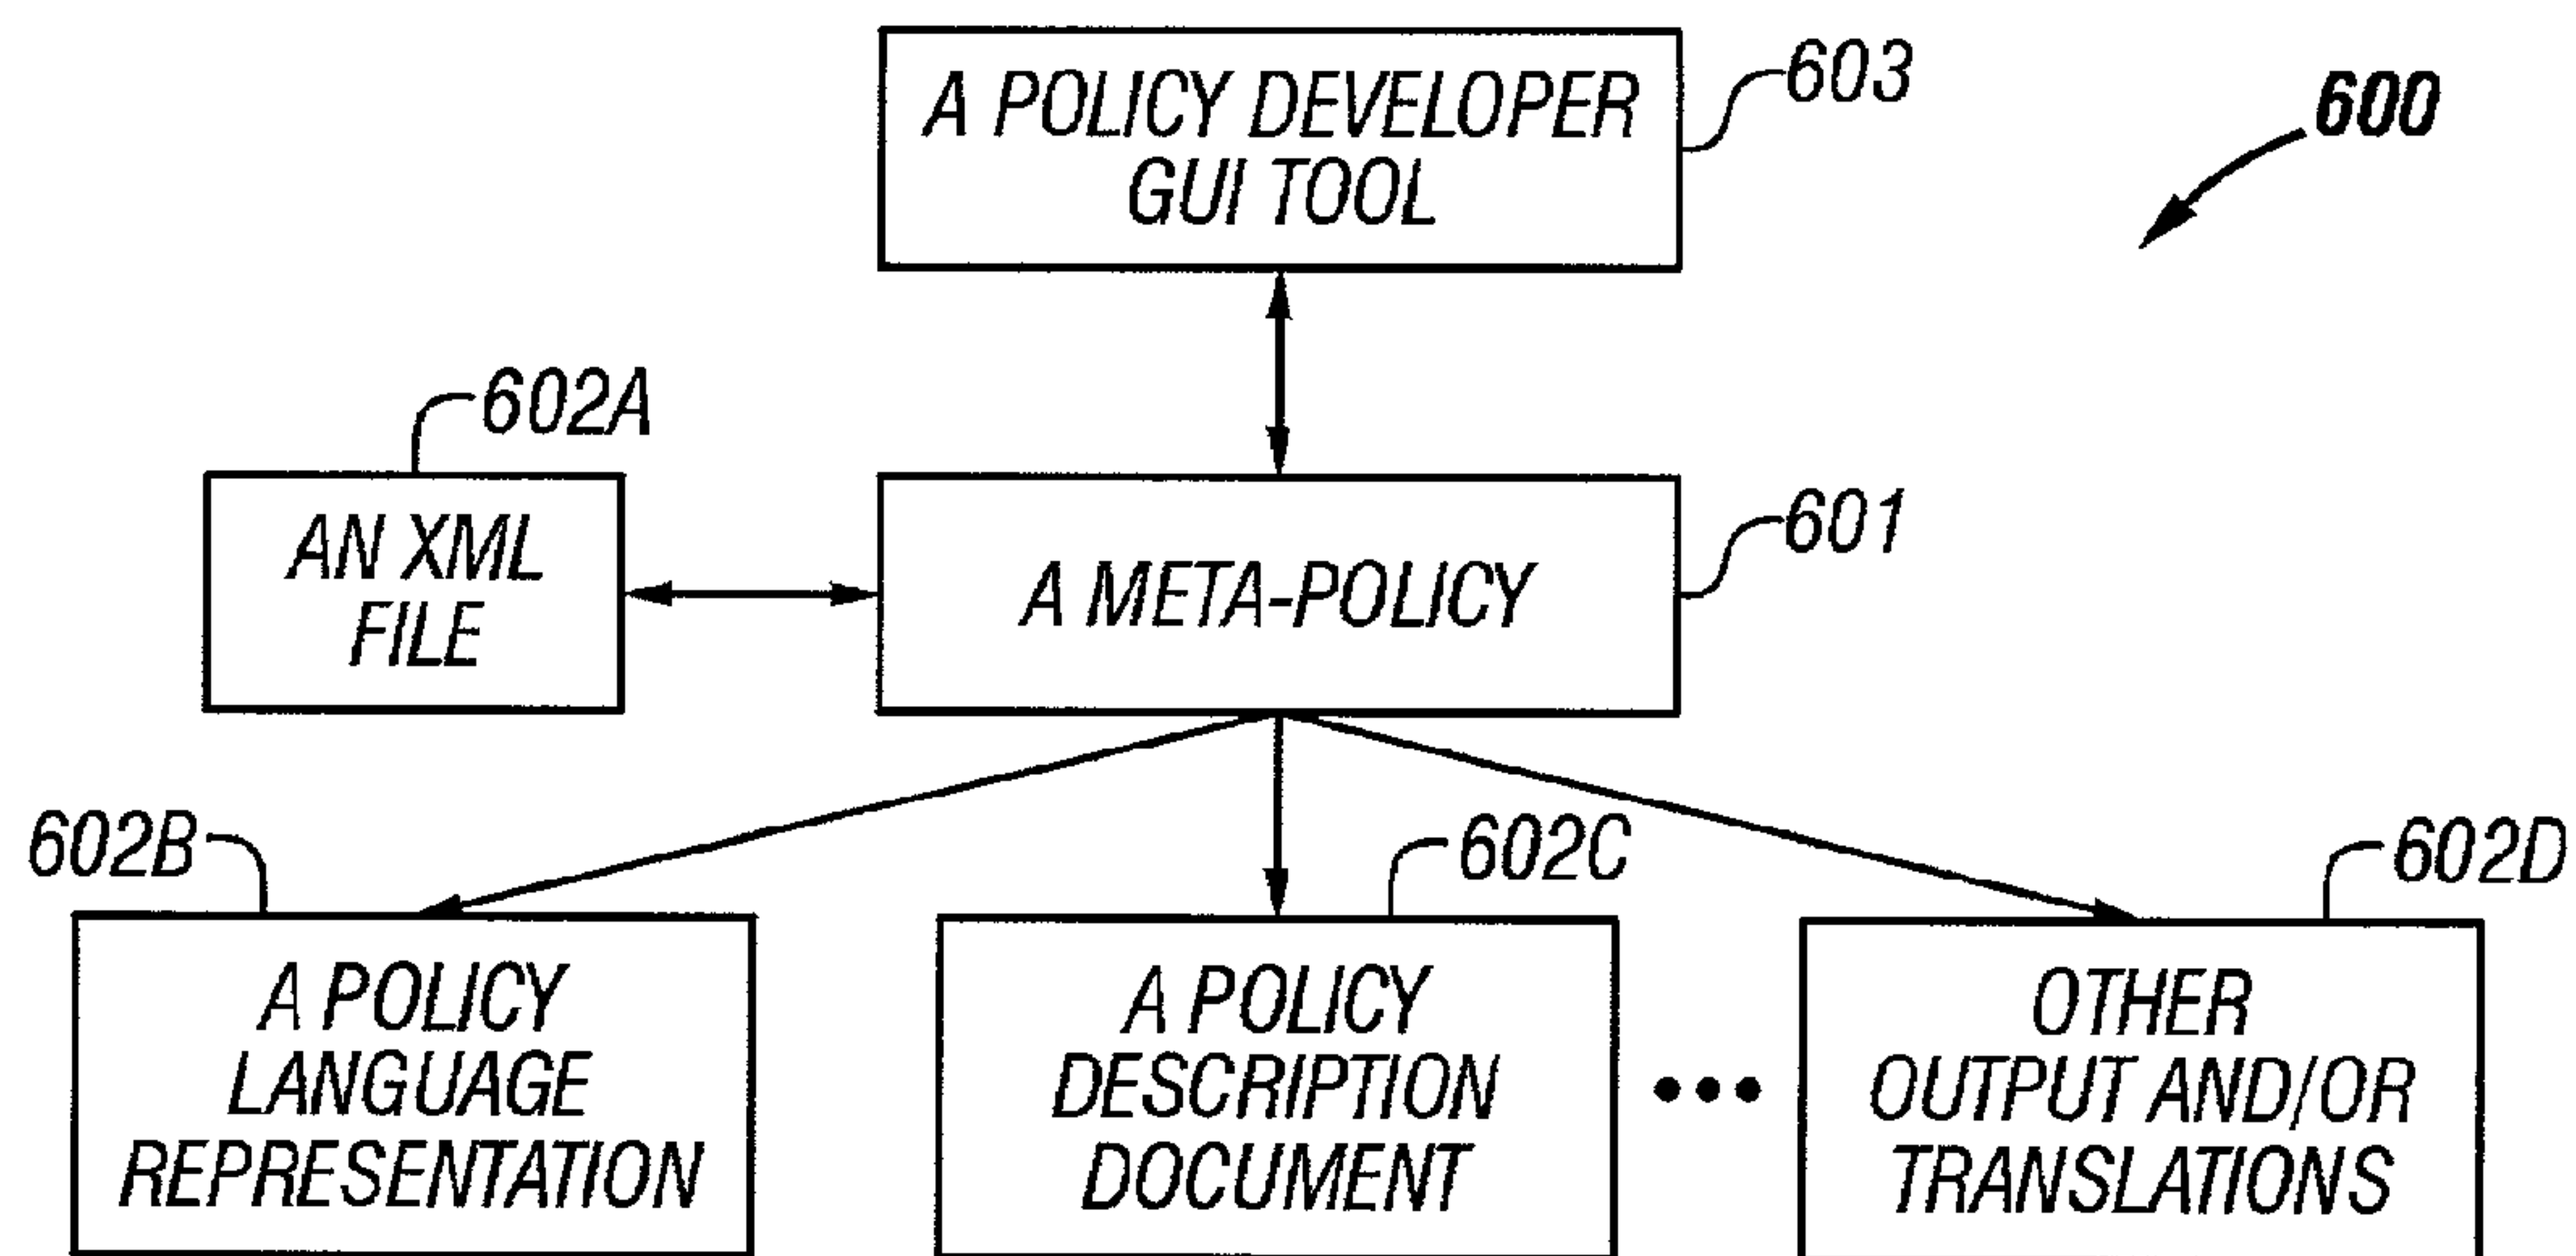 A POLICY DEVELOPER
GUI TOOL
603
600
602A
AN XML
FILE
A META-POLICY
601
602B
A POLICY
LANGUAGE
REPRESENTATION
602C
A POLICY
DESCRIPTION
DOCUMENT
•••
602D
OTHER
OUTPUT AND/OR
TRANSLATIONS